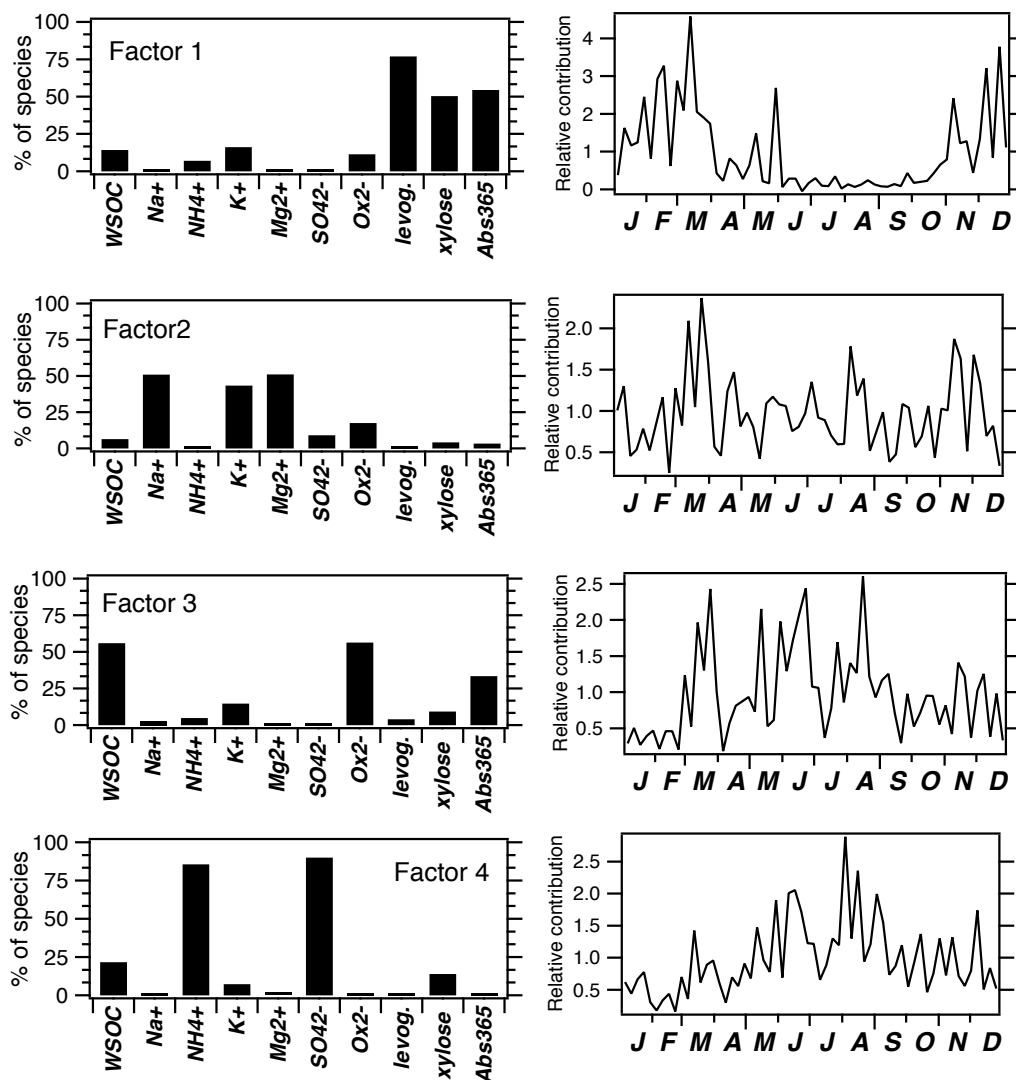 100
75
50
25
0
% of species
Factor 1
WSOC Na+ NH4+ K+ Mg2+ SO42- Ox2- levog. xylose Abs365
4
3
2
1
0
Relative contribution
J F M A M J J A S O N D
100
75
50
25
0
% of species
Factor2
WSOC Na+ NH4+ K+ Mg2+ SO42- Ox2- levog. xylose Abs365
2.0
1.5
1.0
0.5
Relative contribution
J F M A M J J A S O N D
100
75
50
25
0
% of species
Factor 3
WSOC Na+ NH4+ K+ Mg2+ SO42- Ox2- levog. xylose Abs365
2.5
2.0
1.5
1.0
0.5
Relative contribution
J F M A M J J A S O N D
100
75
50
25
0
% of species
Factor 4
WSOC Na+ NH4+ K+ Mg2+ SO42- Ox2- levog. xylose Abs365
2.5
2.0
1.5
1.0
0.5
Relative contribution
J F M A M J J A S O N D